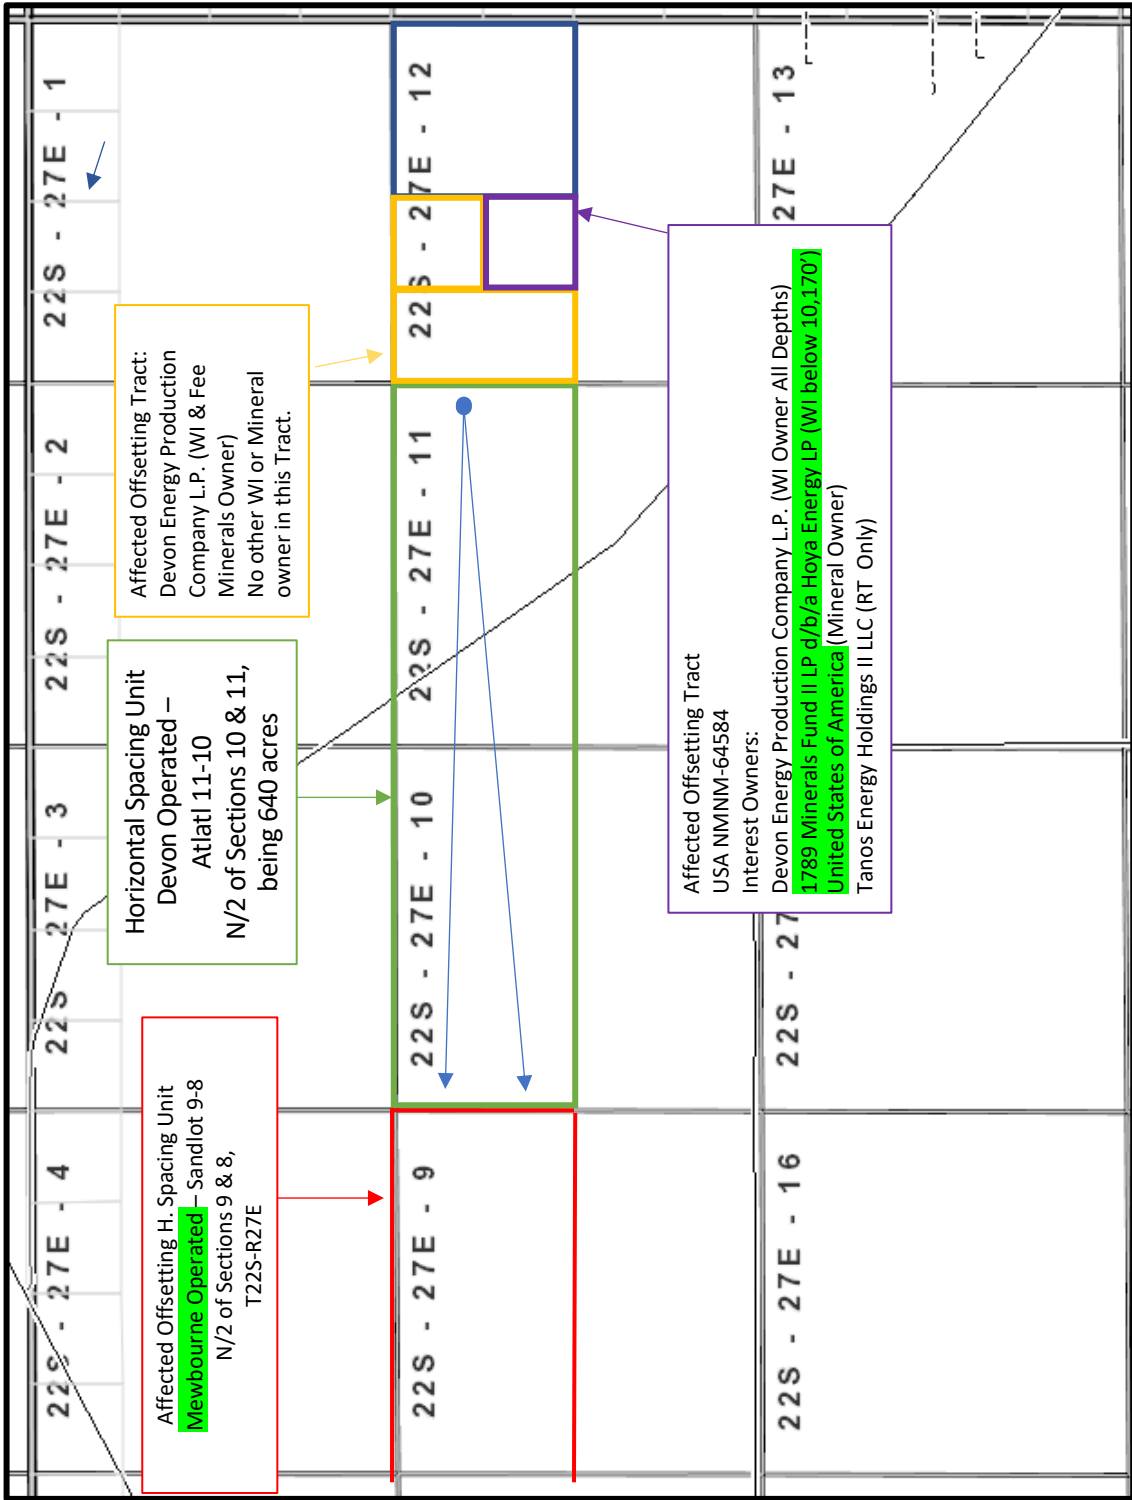 22S - 27E - 4
22S - 27E - 3
22S - 27E - 2
22S - 27E - 1
Affected Offsetting H. Spacing Unit
Mewbourne Operated – Sandlot 9-8
N/2 of Sections 9 & 8,
T22S-R27E
Horizontal Spacing Unit
Devon Operated –
Atlatl 11-10
N/2 of Sections 10 & 11,
being 640 acres
Affected Offsetting Tract:
Devon Energy Production
Company L.P. (WI & Fee
Minerals Owner)
No other WI or Mineral
owner in this Tract.
22S - 27E - 9
22S - 27E - 10
22S - 27E - 11
22S - 27E - 12
Affected Offsetting Tract
USA NMNM-64584
Interest Owners:
Devon Energy Production Company L.P. (WI Owner All Depths)
1789 Minerals Fund II LP d/b/a Hoya Energy LP (WI below 10,170’)
United States of America (Mineral Owner)
Tanos Energy Holdings II LLC (RT Only)
22S - 27E - 16
22S - 27
27E - 13